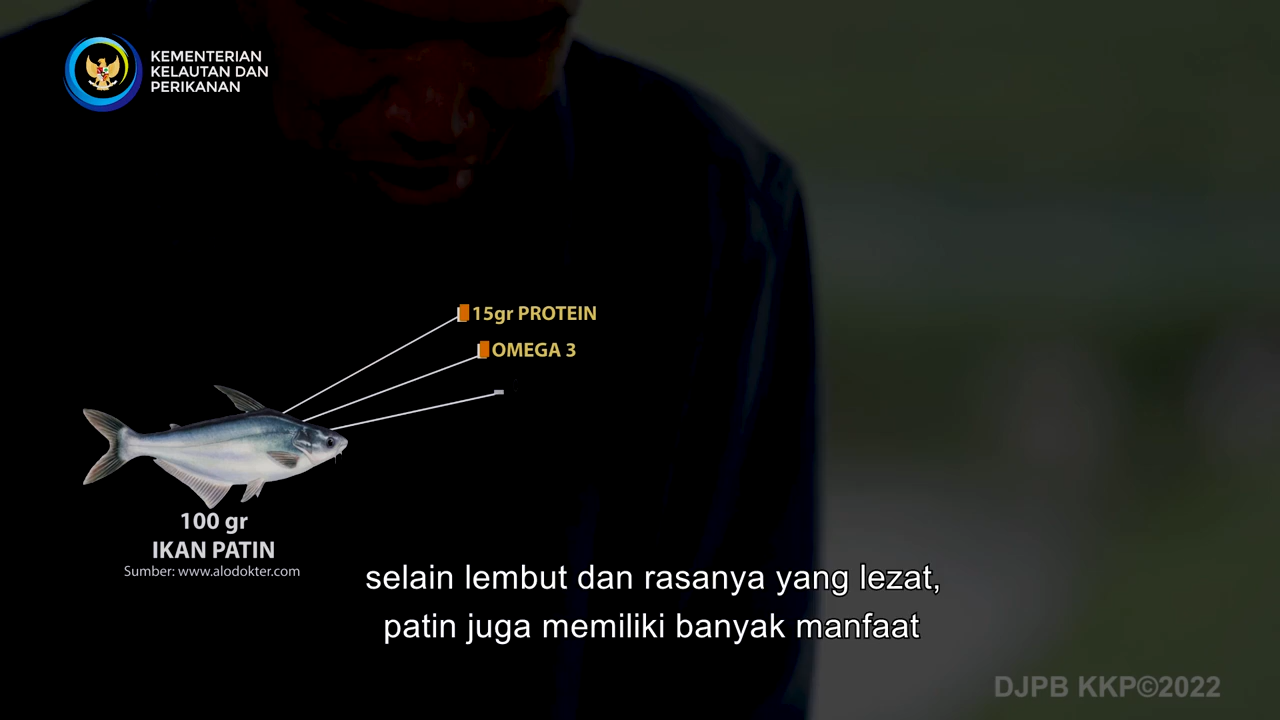 KEMENTERIAN
KELAUTAN DAN
PERIKANAN
15gr PROTEIN
OMEGA 3
100 gr
IKAN PATIN
Sumber: www.alodokter.com
selain lembut dan rasanya yang lezat,
patin juga memiliki banyak manfaat
DJPB KKP©2022